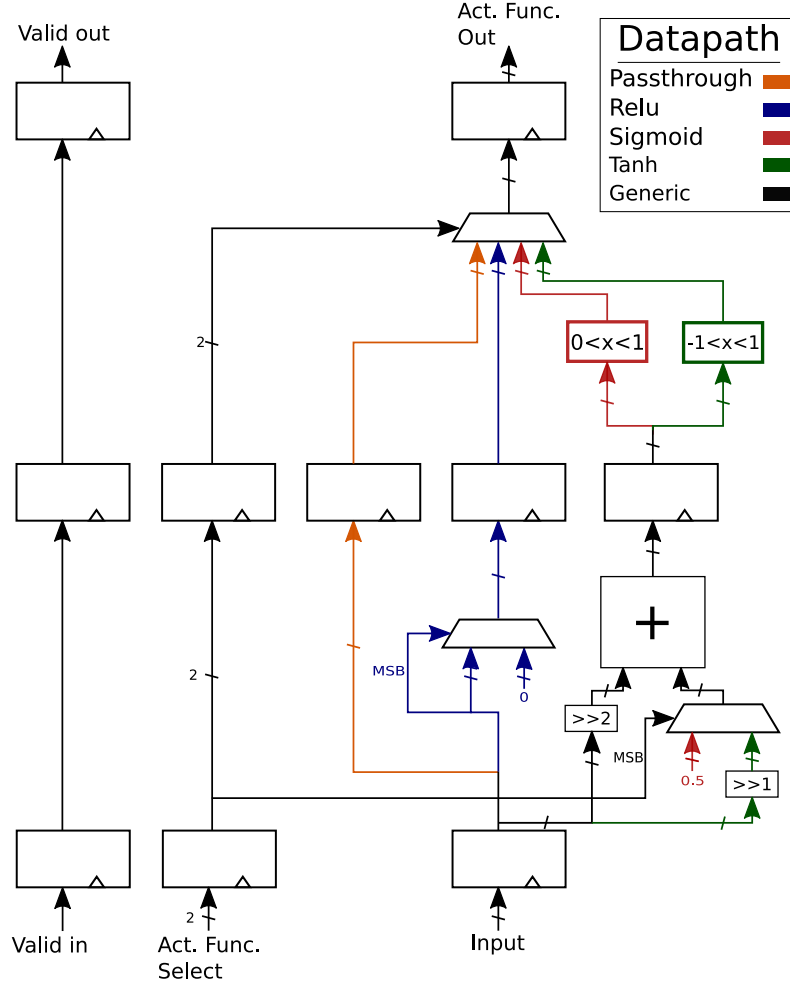 Valid out
Act. Func.
Out
Datapath
Passthrough
Relu
Sigmoid
Tanh
Generic
2
0<x<1
-1<x<1
+
2
MSB
0
>>2
MSB
0.5
>>1
2
Valid in
Act. Func.
Select
Input